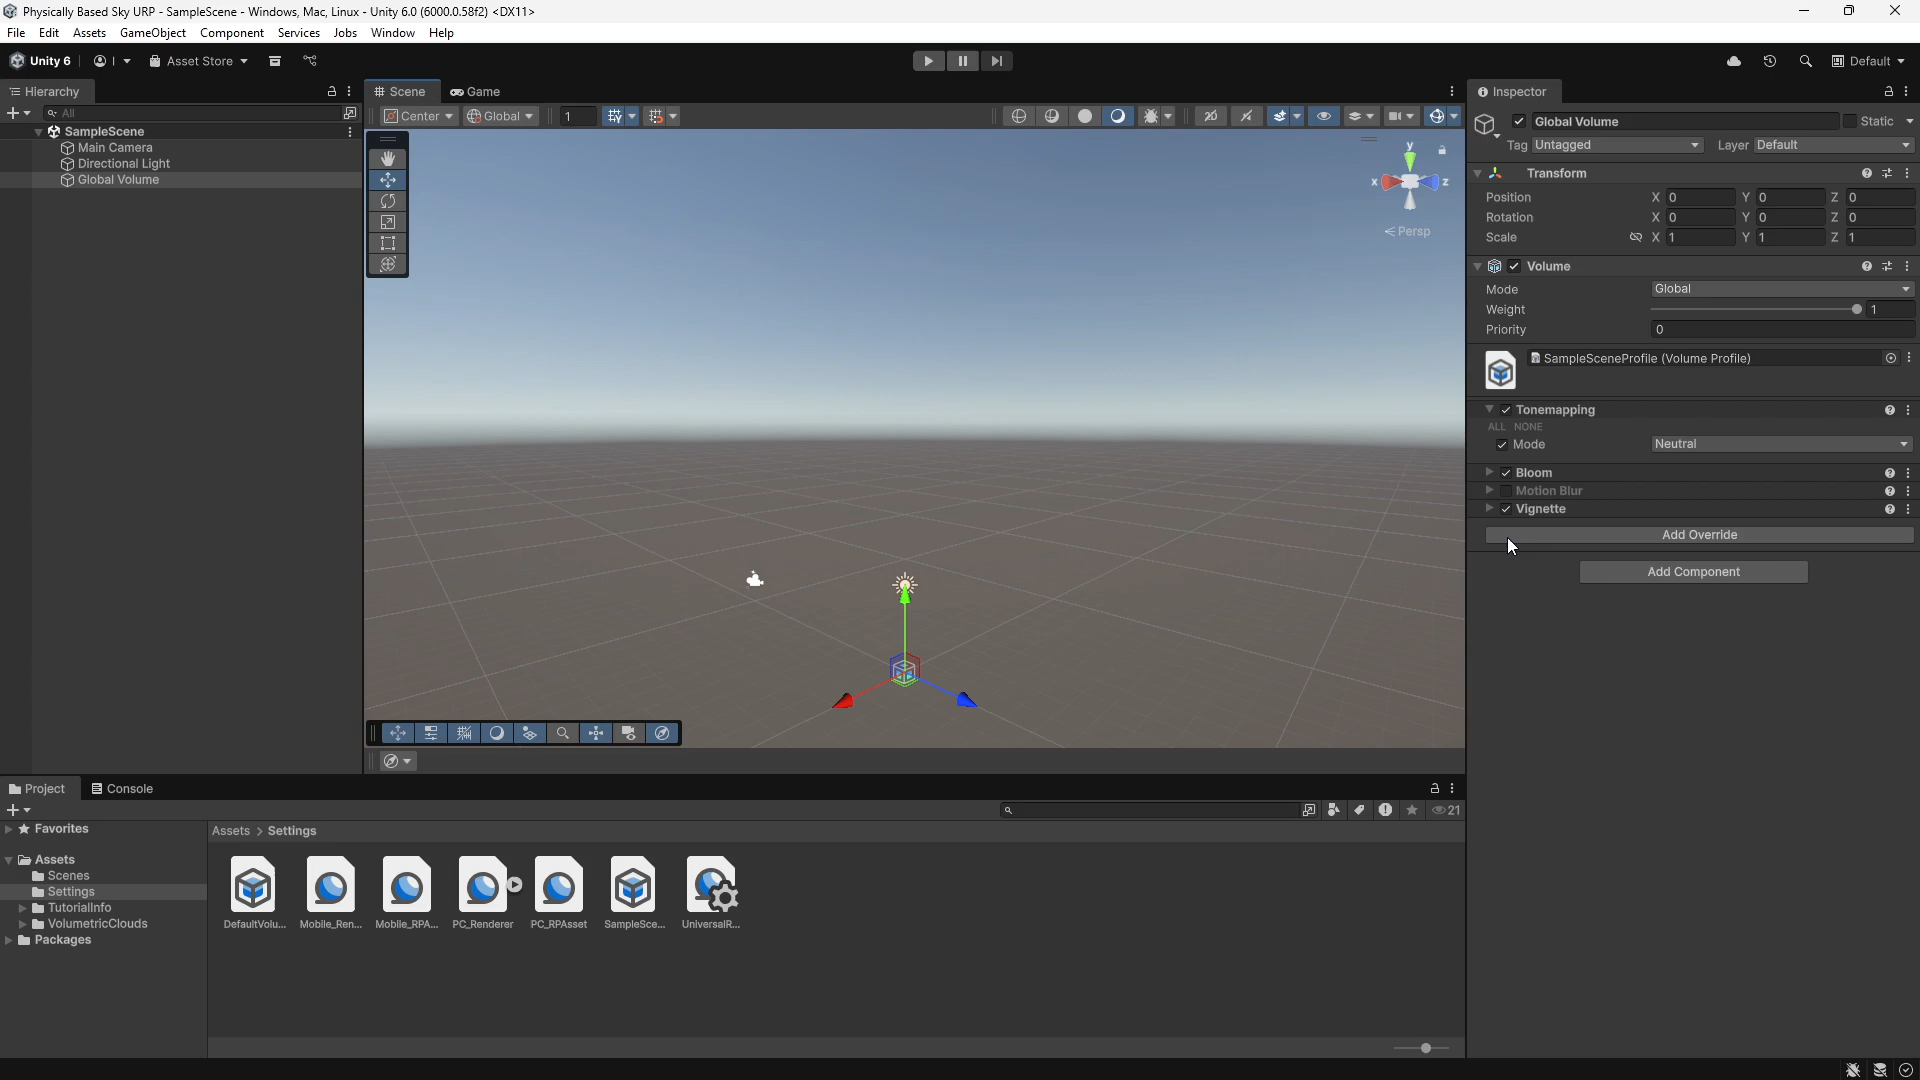 Physically Based Sky URP - SampleScene - Windows, Mac, Linux - Unity 6.0 (6000.0.58f2) <DX11>
File Edit Assets GameObject Component Services Jobs Window Help
Unity 6 I Asset Store Default
Hierarchy
All
SampleScene
Main Camera
Directional Light
Global Volume
Scene Game
Center Global 1
y
x z
Persp
Inspector
Global Volume Static
Tag Untagged Layer Default
Transform
Position X 0 Y 0 Z 0
Rotation X 0 Y 0 Z 0
Scale X 1 Y 1 Z 1
Volume
Mode Global
Weight 1
Priority 0
SampleSceneProfile (Volume Profile)
Tonemapping
ALL NONE
Mode Neutral
Bloom
Motion Blur
Vignette
Add Override
Add Component
Project Console
21
Favorites
Assets
Scenes
Settings
TutorialInfo
VolumetricClouds
Packages
Assets > Settings
DefaultVolu... Mobile_Ren... Mobile_RPA... PC_Renderer PC_RPAsset SampleSce... UniversalR...